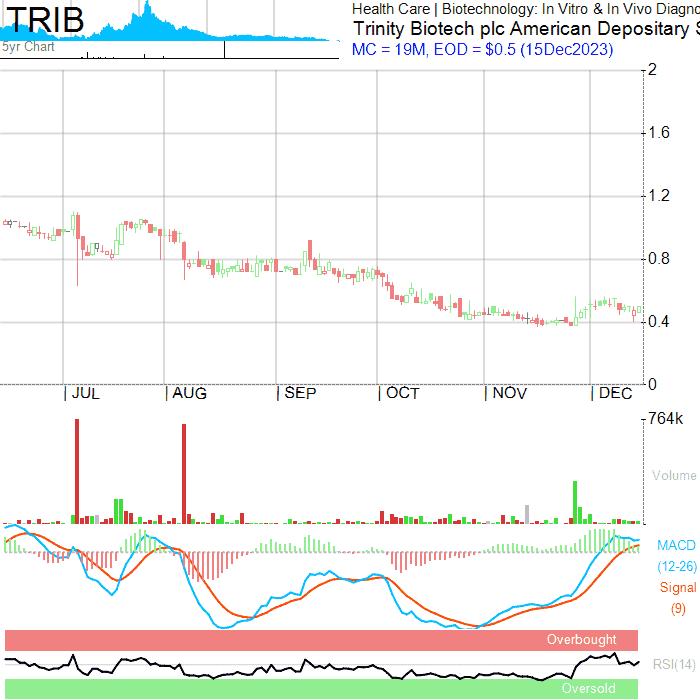 TRIB
5yr Chart
Health Care | Biotechnology: In Vitro & In Vivo Diagno
Trinity Biotech plc American Depositary S
MC = 19M, EOD = $0.5 (15Dec2023)
2
1.6
1.2
0.8
0.4
0
JUL AUG SEP OCT NOV DEC
764k
Volume
MACD
(12-26)
Signal
(9)
Overbought
RSI(14)
Oversold